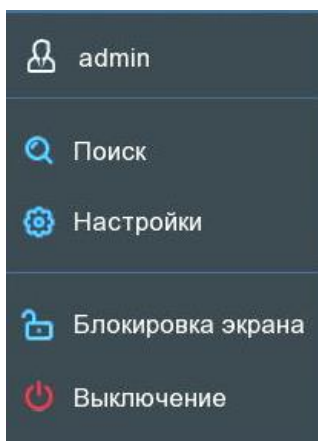 admin
Поиск
Настройки
Блокировка экрана
Выключение